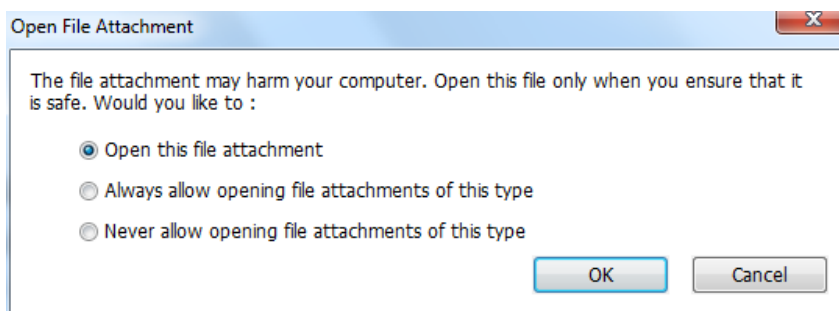 Open File Attachment
The file attachment may harm your computer. Open this file only when you ensure that it
is safe. Would you like to :
Open this file attachment
Always allow opening file attachments of this type
Never allow opening file attachments of this type
OK
Cancel